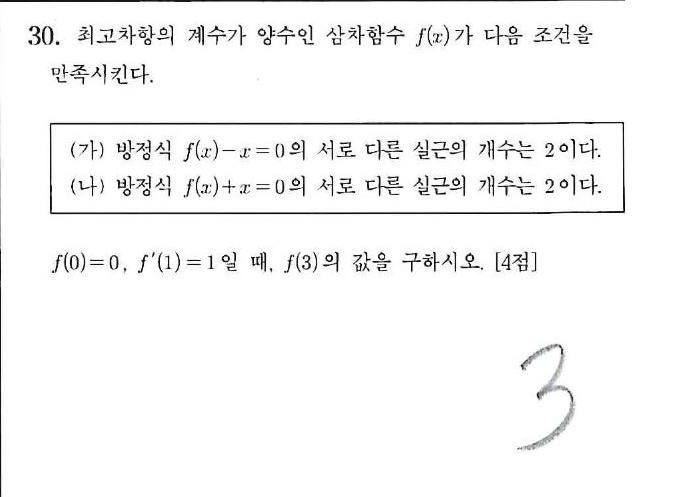 30. 최고차항의 계수가 양수인 삼차함수 f(x)가 다음 조건을
만족시킨다.
(가) 방정식 f(x)-x=0의 서로 다른 실근의 개수는 2이다.
(나) 방정식 f(x)+x=0의 서로 다른 실근의 개수는 2이다.
f(0)=0, f′(1)=1일 때, f(3)의 값을 구하시오. [4점]
3